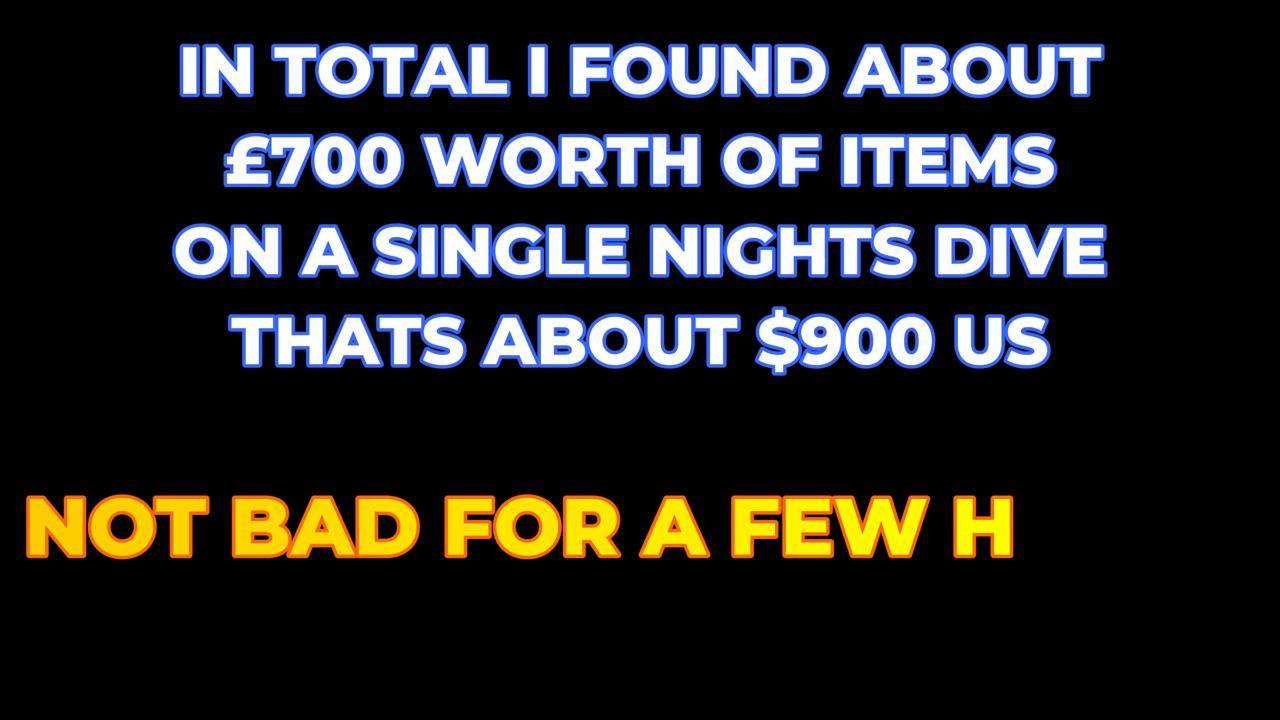 IN TOTAL I FOUND ABOUT
£700 WORTH OF ITEMS
ON A SINGLE NIGHTS DIVE
THATS ABOUT $900 US
NOT BAD FOR A FEW H